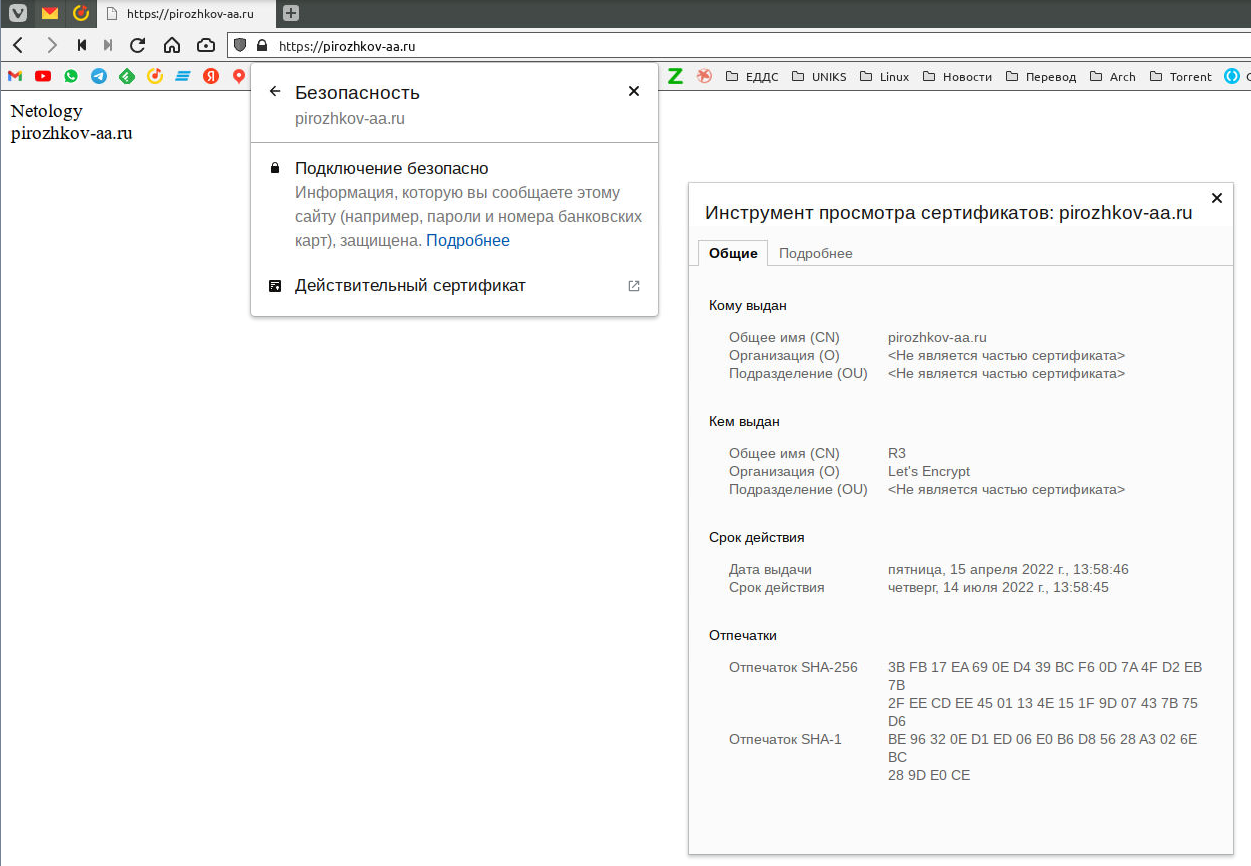 https://pirozhkov-aa.ru
https://pirozhkov-aa.ru
ЕДДС UNIKS Linux Новости Перевод Arch Torrent
Netology
pirozhkov-aa.ru
Безопасность
pirozhkov-aa.ru
Подключение безопасно
Информация, которую вы сообщаете этому
сайту (например, пароли и номера банковских
карт), защищена. Подробнее
Действительный сертификат
Инструмент просмотра сертификатов: pirozhkov-aa.ru
Общие Подробнее
Кому выдан
Общее имя (CN) pirozhkov-aa.ru
Организация (O) <Не является частью сертификата>
Подразделение (OU) <Не является частью сертификата>
Кем выдан
Общее имя (CN) R3
Организация (O) Let's Encrypt
Подразделение (OU) <Не является частью сертификата>
Срок действия
Дата выдачи пятница, 15 апреля 2022 г., 13:58:46
Срок действия четверг, 14 июля 2022 г., 13:58:45
Отпечатки
Отпечаток SHA-256 3B FB 17 EA 69 0E D4 39 BC F6 0D 7A 4F D2 EB
7B
2F EE CD EE 45 01 13 4E 15 1F 9D 07 43 7B 75
D6
Отпечаток SHA-1 BE 96 32 0E D1 ED 06 E0 B6 D8 56 28 A3 02 6E
BC
28 9D E0 CE